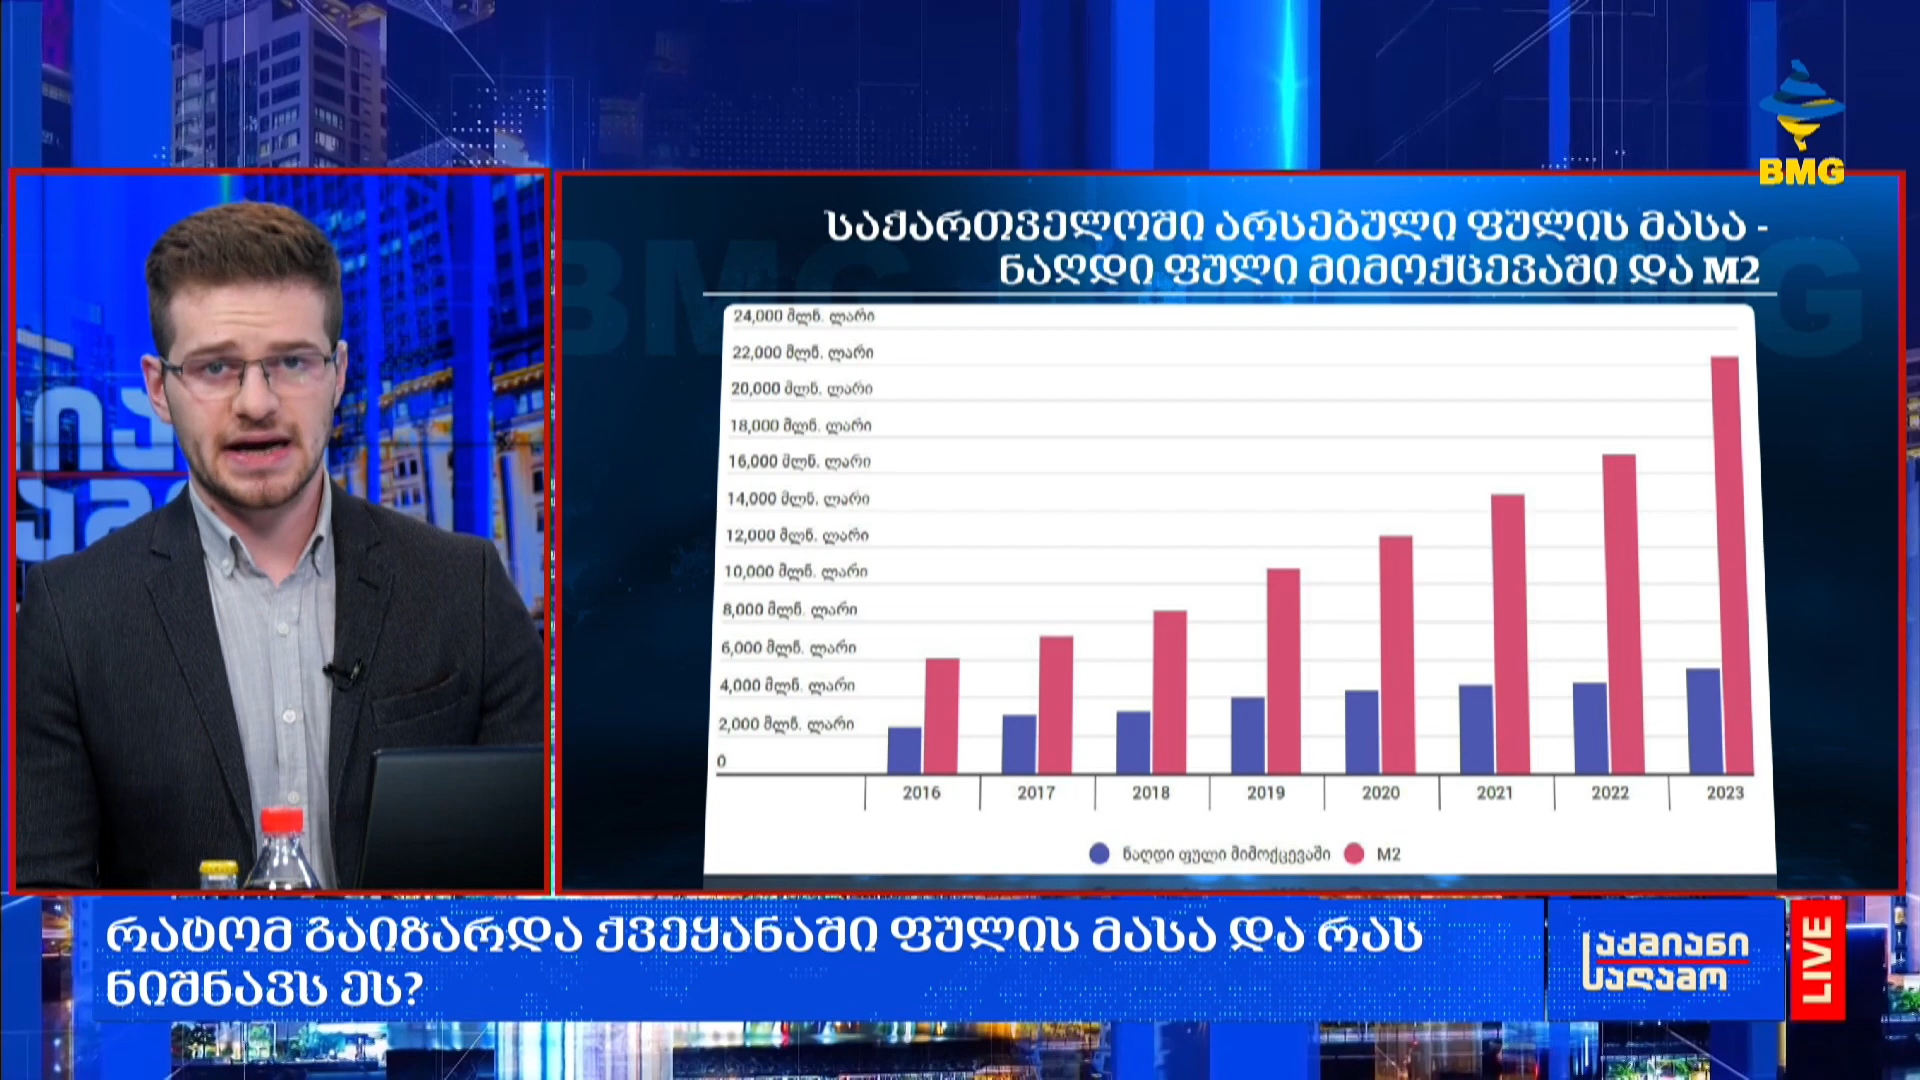 BMG
საქართველოში არსებული ფულის მასა -
ნაღდი ფული მიმოქცევაში და M2
24,000 მლნ. ლარი
22,000 მლნ. ლარი
20,000 მლნ. ლარი
18,000 მლნ. ლარი
16,000 მლნ. ლარი
14,000 მლნ. ლარი
12,000 მლნ. ლარი
10,000 მლნ. ლარი
8,000 მლნ. ლარი
6,000 მლნ. ლარი
4,000 მლნ. ლარი
2,000 მლნ. ლარი
0
2016 2017 2018 2019 2020 2021 2022 2023
ნაღდი ფული მიმოქცევაში M2
რატომ გაიზარდა ქვეყანაში ფულის მასა და რას
ნიშნავს ეს?
საქმიანი
საღამო
LIVE